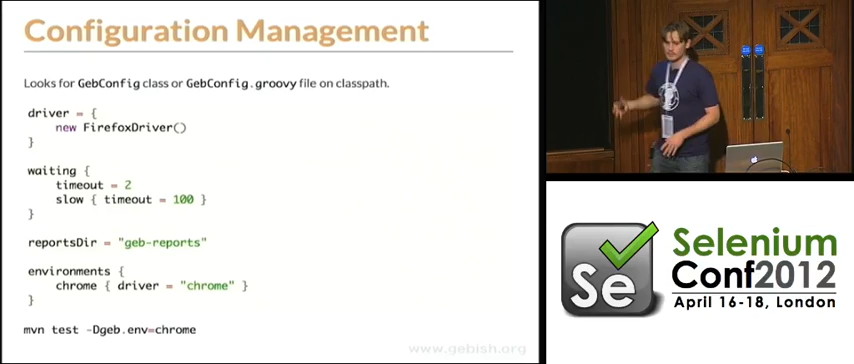 Configuration Management
Looks for GebConfig class or GebConfig.groovy file on classpath.
driver = {
new FirefoxDriver()
}
waiting {
timeout = 2
slow { timeout = 100 }
}
reportsDir = "geb-reports"
environments {
chrome { driver = "chrome" }
}
mvn test -Dgeb.env=chrome
www.gebish.org
Se
Selenium
Conf2012
April 16-18, London